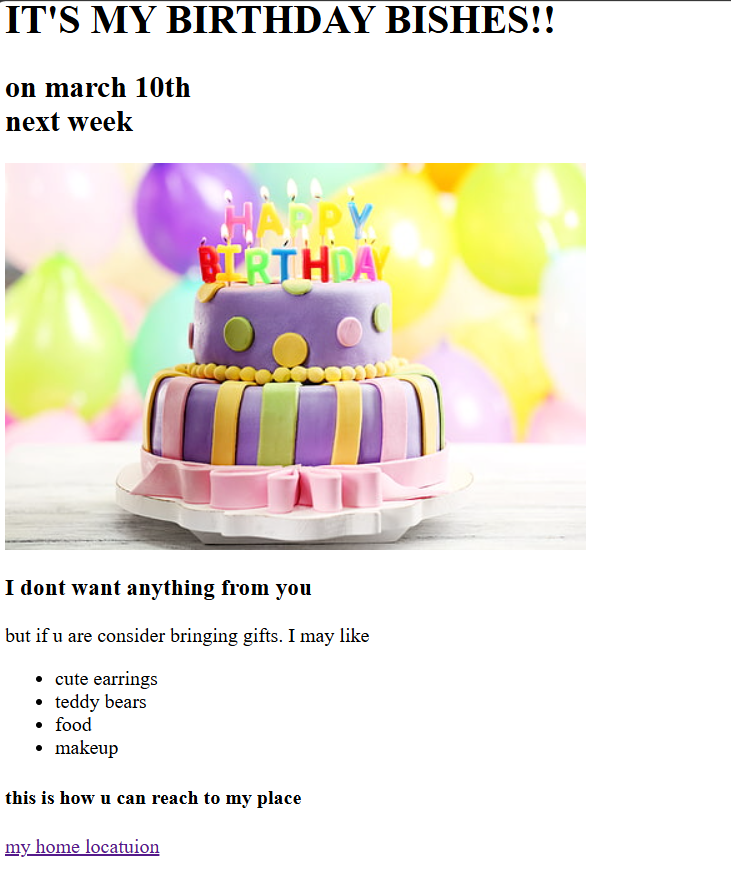 IT'S MY BIRTHDAY BISHES!!
on march 10th
next week
HAPPY
BIRTHDAY
I dont want anything from you
but if u are consider bringing gifts. I may like
cute earrings
teddy bears
food
makeup
this is how u can reach to my place
my home locatuion